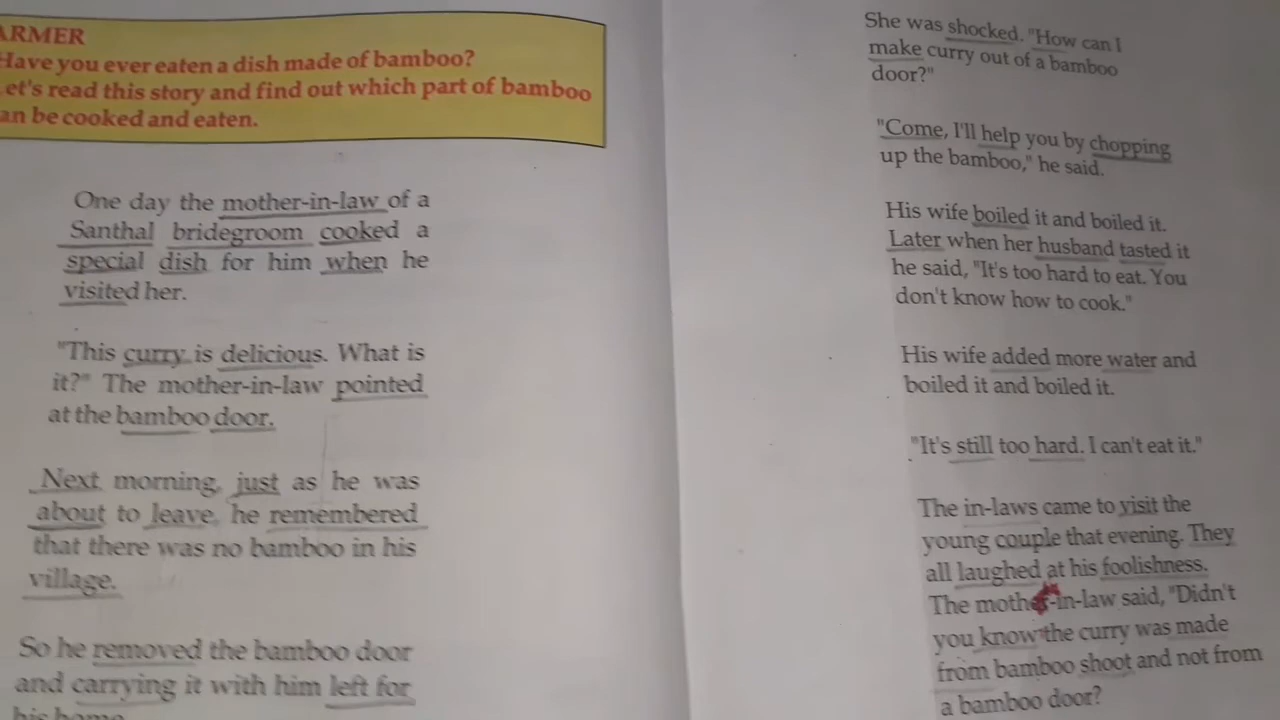 ARMER
Have you ever eaten a dish made of bamboo?
et's read this story and find out which part of bamboo
an be cooked and eaten.
One day the mother-in-law of a
Santhal bridegroom cooked a
special dish for him when he
visited her.
"This curry is delicious. What is
it?" The mother-in-law pointed
at the bamboo door.
Next morning, just as he was
about to leave, he remembered
that there was no bamboo in his
village.
So he removed the bamboo door
and carrying it with him left for
his home
She was shocked. "How can I
make curry out of a bamboo
door?"
"Come, I'll help you by chopping
up the bamboo," he said.
His wife boiled it and boiled it.
Later when her husband tasted it
he said, "It's too hard to eat. You
don't know how to cook."
His wife added more water and
boiled it and boiled it.
"It's still too hard. I can't eat it."
The in-laws came to visit the
young couple that evening. They
all laughed at his foolishness.
The mother-in-law said, "Didn't
you know the curry was made
from bamboo shoot and not from
a bamboo door?